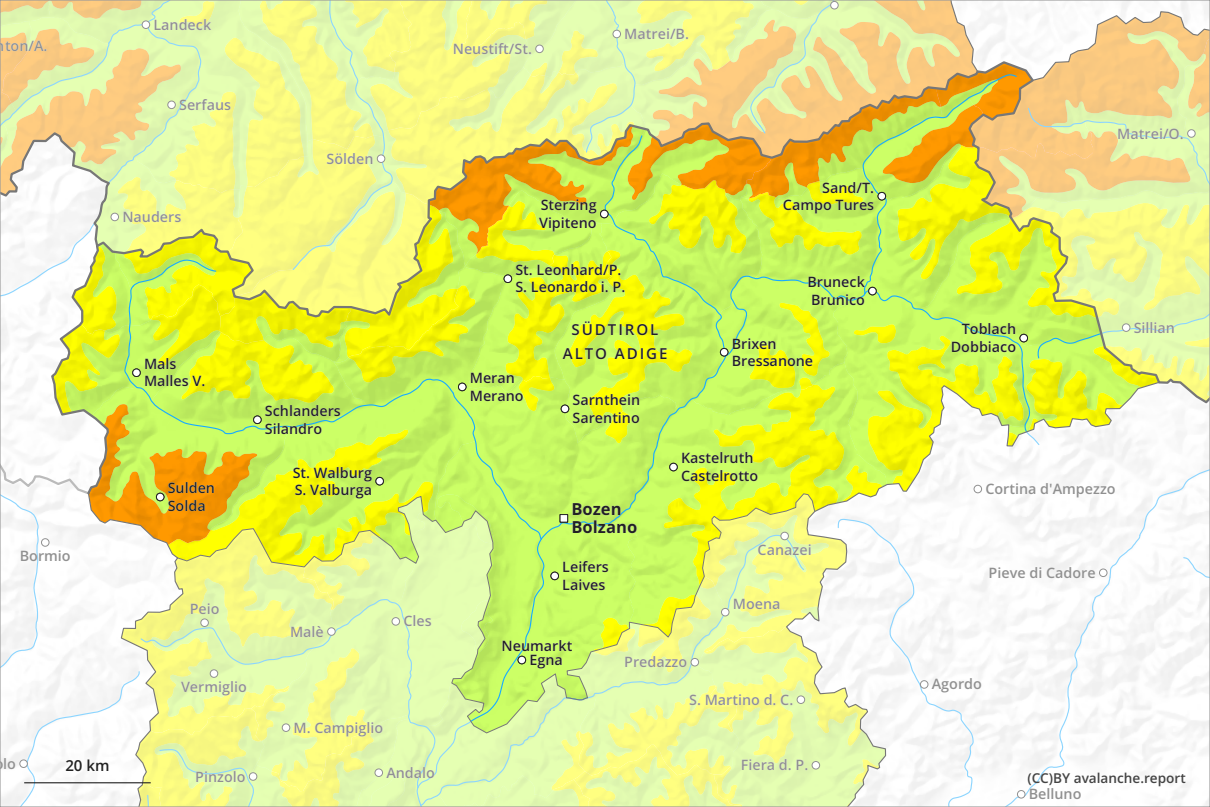 Landeck
ton/A.
Neustift/St.
Matrei/B.
Serfaus
Matrei/O.
Sölden
Nauders
Sand/T.
Campo Tures
Sterzing
Vipiteno
St. Leonhard/P.
S. Leonardo i. P.
Bruneck
Brunico
SÜDTIROL
ALTO ADIGE
Toblach
Dobbiaco
Sillian
Brixen
Bressanone
Mals
Malles V.
Meran
Merano
Sarnthein
Sarentino
Schlanders
Silandro
Kastelruth
Castelrotto
St. Walburg
S. Valburga
Sulden
Solda
Cortina d'Ampezzo
Bozen
Bolzano
Bormio
Canazei
Leifers
Laives
Pieve di Cadore
Peio
Moena
Malè
Cles
Neumarkt
Egna
Predazzo
Vermiglio
Agordo
S. Martino d. C.
M. Campiglio
olo
20 km
Pinzolo
Andalo
Fiera d. P.
(CC)BY avalanche.report
Belluno